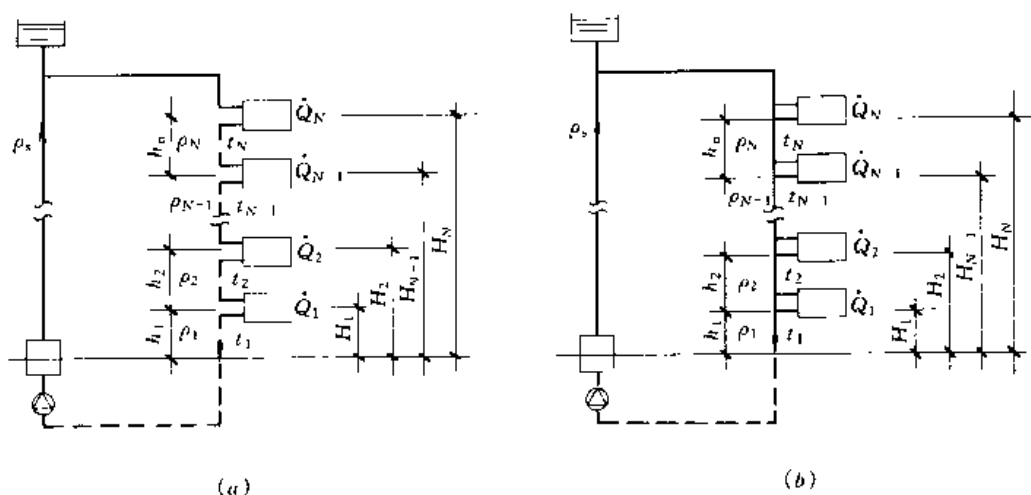 ρs
Q̇N
ρN
tN
hn
Q̇N-1
ρN-1
tN-1
Q̇2
h2
ρ2
t2
Q̇1
h1
ρ1
t1
H1
H2
HN-1
HN
(a)
ρs
Q̇N
ρN
tN
hn
Q̇N-1
ρN-1
tN-1
Q̇2
h2
ρ2
t2
Q̇1
h1
ρ1
t1
H1
H2
HN-1
HN
(b)